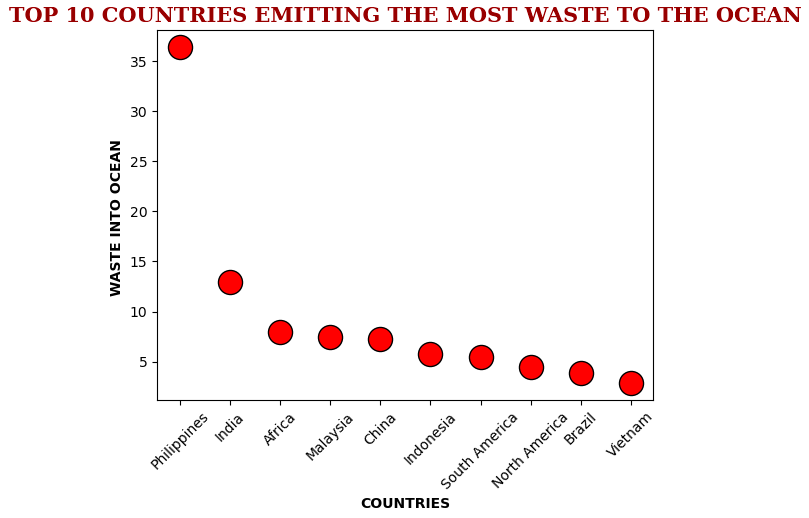 TOP 10 COUNTRIES EMITTING THE MOST WASTE TO THE OCEAN
WASTE INTO OCEAN
35
30
25
20
15
10
5
Philippines
India
Africa
Malaysia
China
Indonesia
South America
North America
Brazil
Vietnam
COUNTRIES